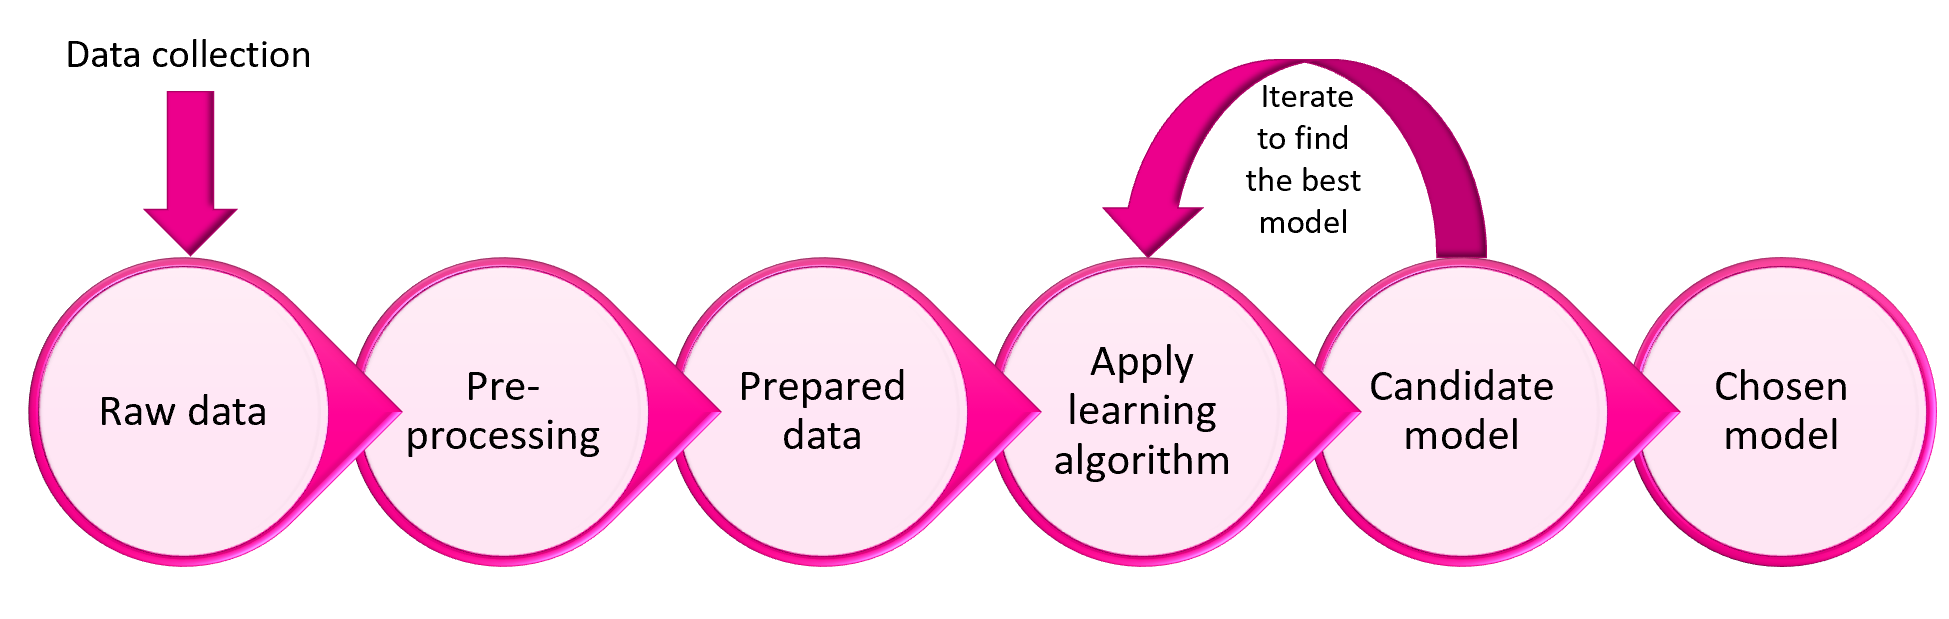 Data collection
Iterate
to find
the best
model
Raw data
Pre-
processing
Prepared
data
Apply
learning
algorithm
Candidate
model
Chosen
model